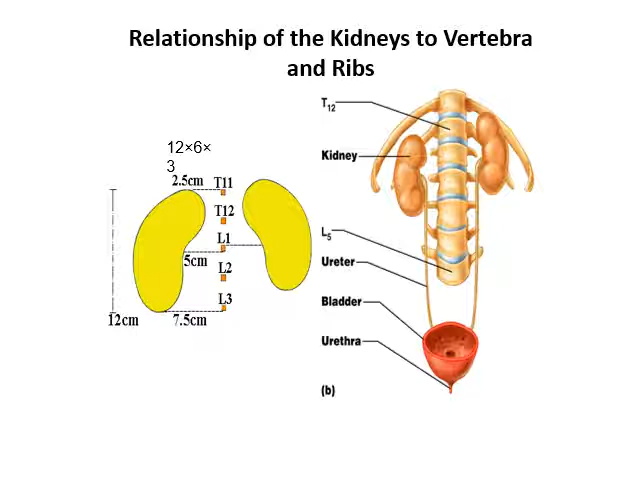 Relationship of the Kidneys to Vertebra
and Ribs
12×6×
3
2.5cm
T11
T12
L1
5cm
L2
L3
12cm
7.5cm
T12
Kidney
L5
Ureter
Bladder
Urethra
(b)